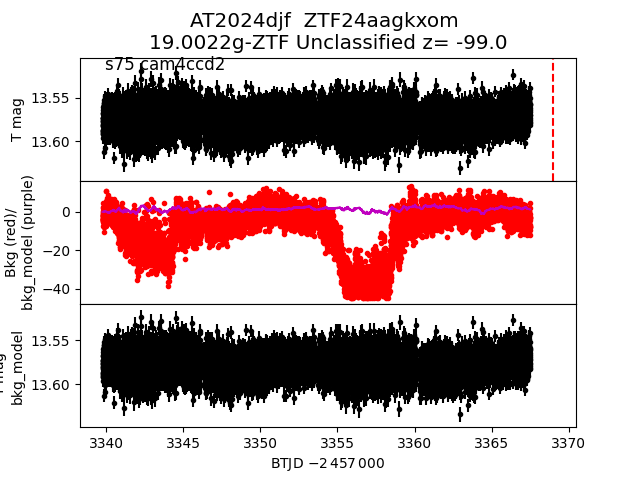 AT2024djf  ZTF24aagkxom
19.0022g-ZTF Unclassified z= -99.0
s75 cam4ccd2
T mag
13.55
13.60
Bkg (red)/
bkg_model (purple)
0
−20
−40
bkg_model
13.55
13.60
3340 3345 3350 3355 3360 3365 3370
BTJD −2 457 000